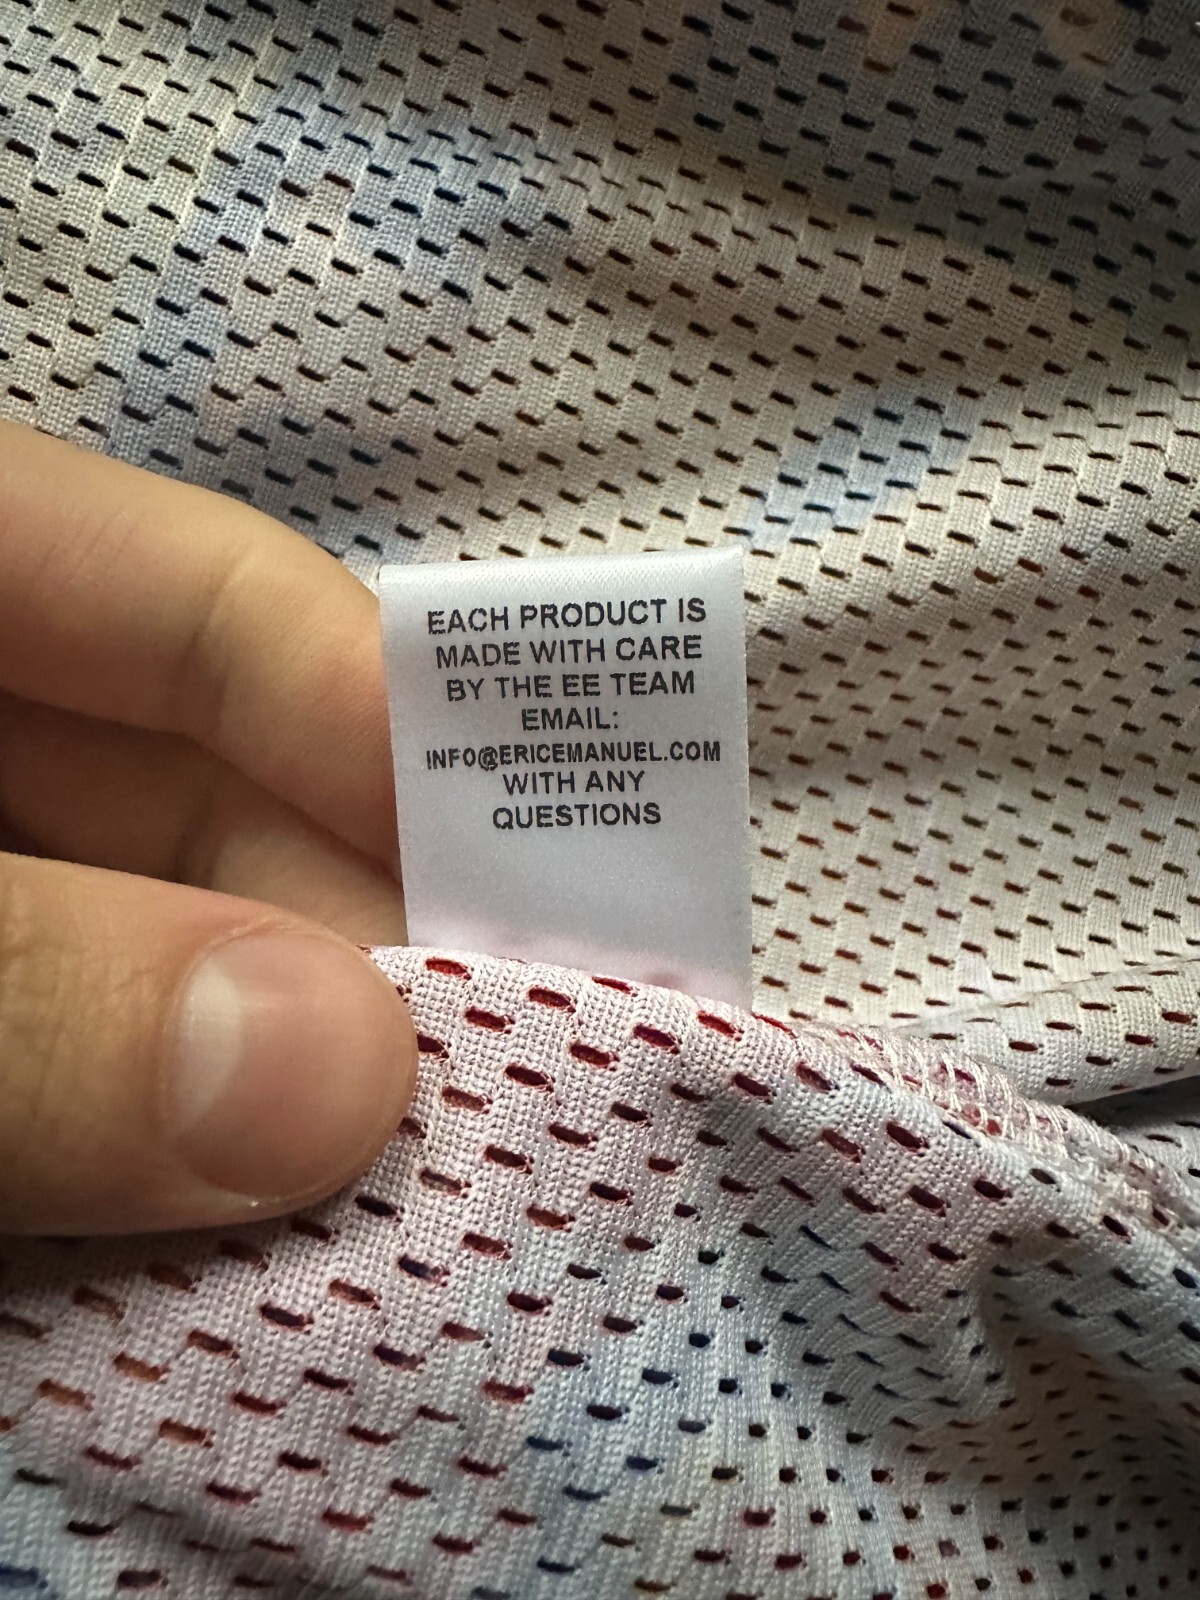 EACH PRODUCT IS
MADE WITH CARE
BY THE EE TEAM
EMAIL:
INFO@ERICEMANUEL.COM
WITH ANY
QUESTIONS